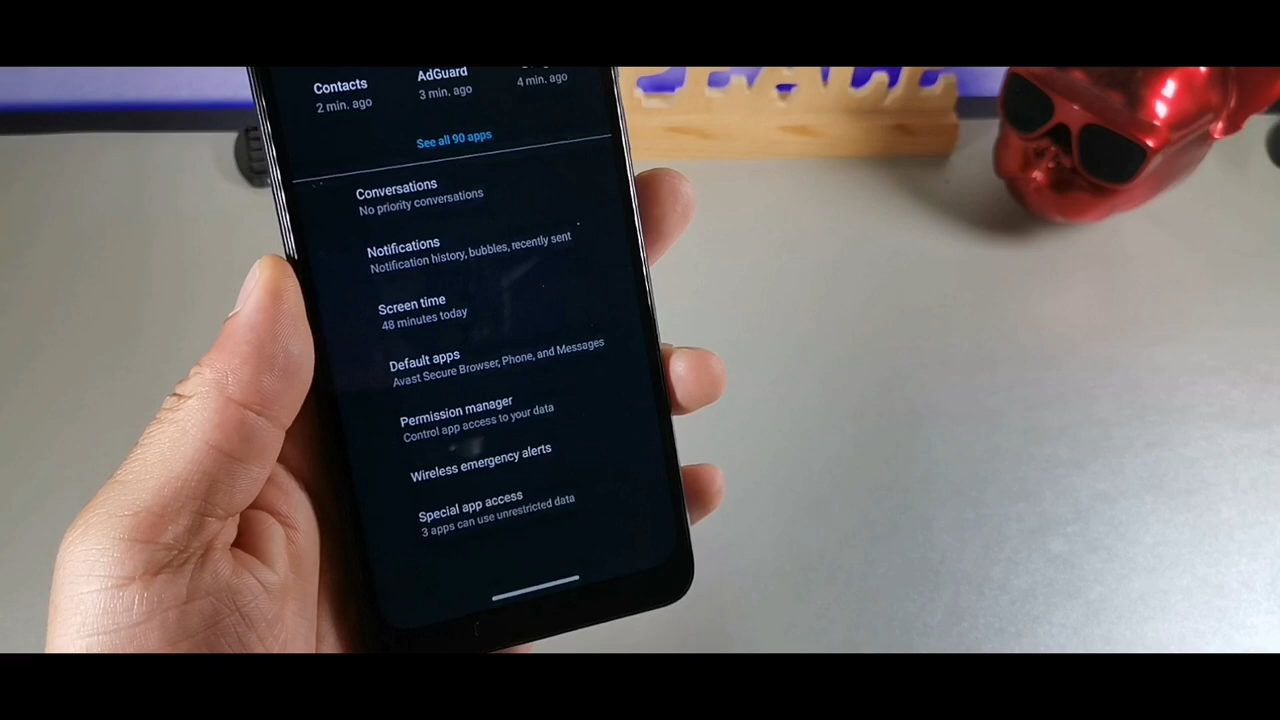 Contacts
2 min. ago
AdGuard
3 min. ago
4 min. ago
See all 90 apps
Conversations
No priority conversations
Notifications
Notification history, bubbles, recently sent
Screen time
48 minutes today
Default apps
Avast Secure Browser, Phone, and Messages
Permission manager
Control app access to your data
Wireless emergency alerts
Special app access
3 apps can use unrestricted data